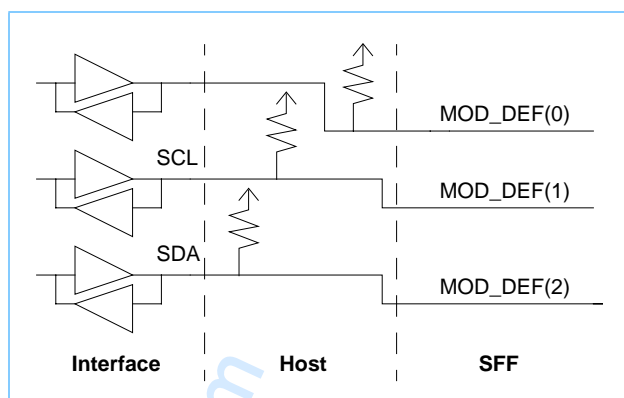 MOD_DEF(0)
SCL
MOD_DEF(1)
SDA
MOD_DEF(2)
Interface Host SFF